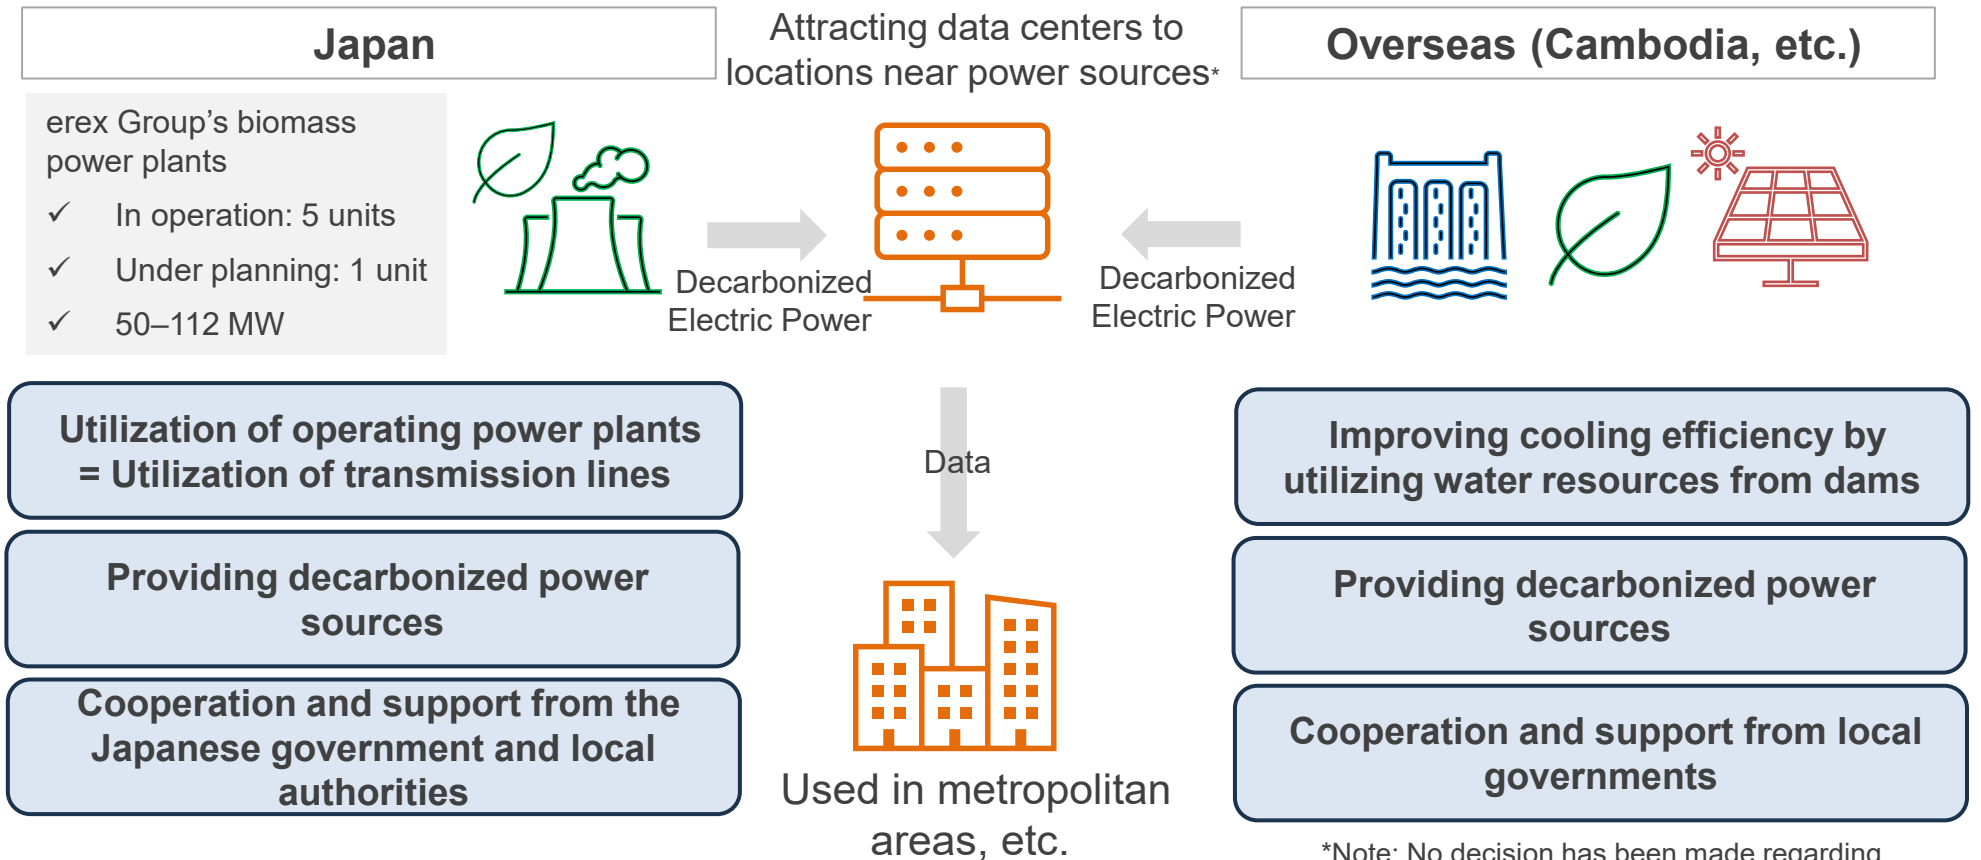 Japan
Attracting data centers to
locations near power sources*
Overseas (Cambodia, etc.)
erex Group’s biomass
power plants
✓ In operation: 5 units
✓ Under planning: 1 unit
✓ 50–112 MW
Decarbonized
Electric Power
Decarbonized
Electric Power
Utilization of operating power plants
= Utilization of transmission lines
Providing decarbonized power
sources
Cooperation and support from the
Japanese government and local
authorities
Data
Used in metropolitan
areas, etc.
Improving cooling efficiency by
utilizing water resources from dams
Providing decarbonized power
sources
Cooperation and support from local
governments
*Note: No decision has been made regarding